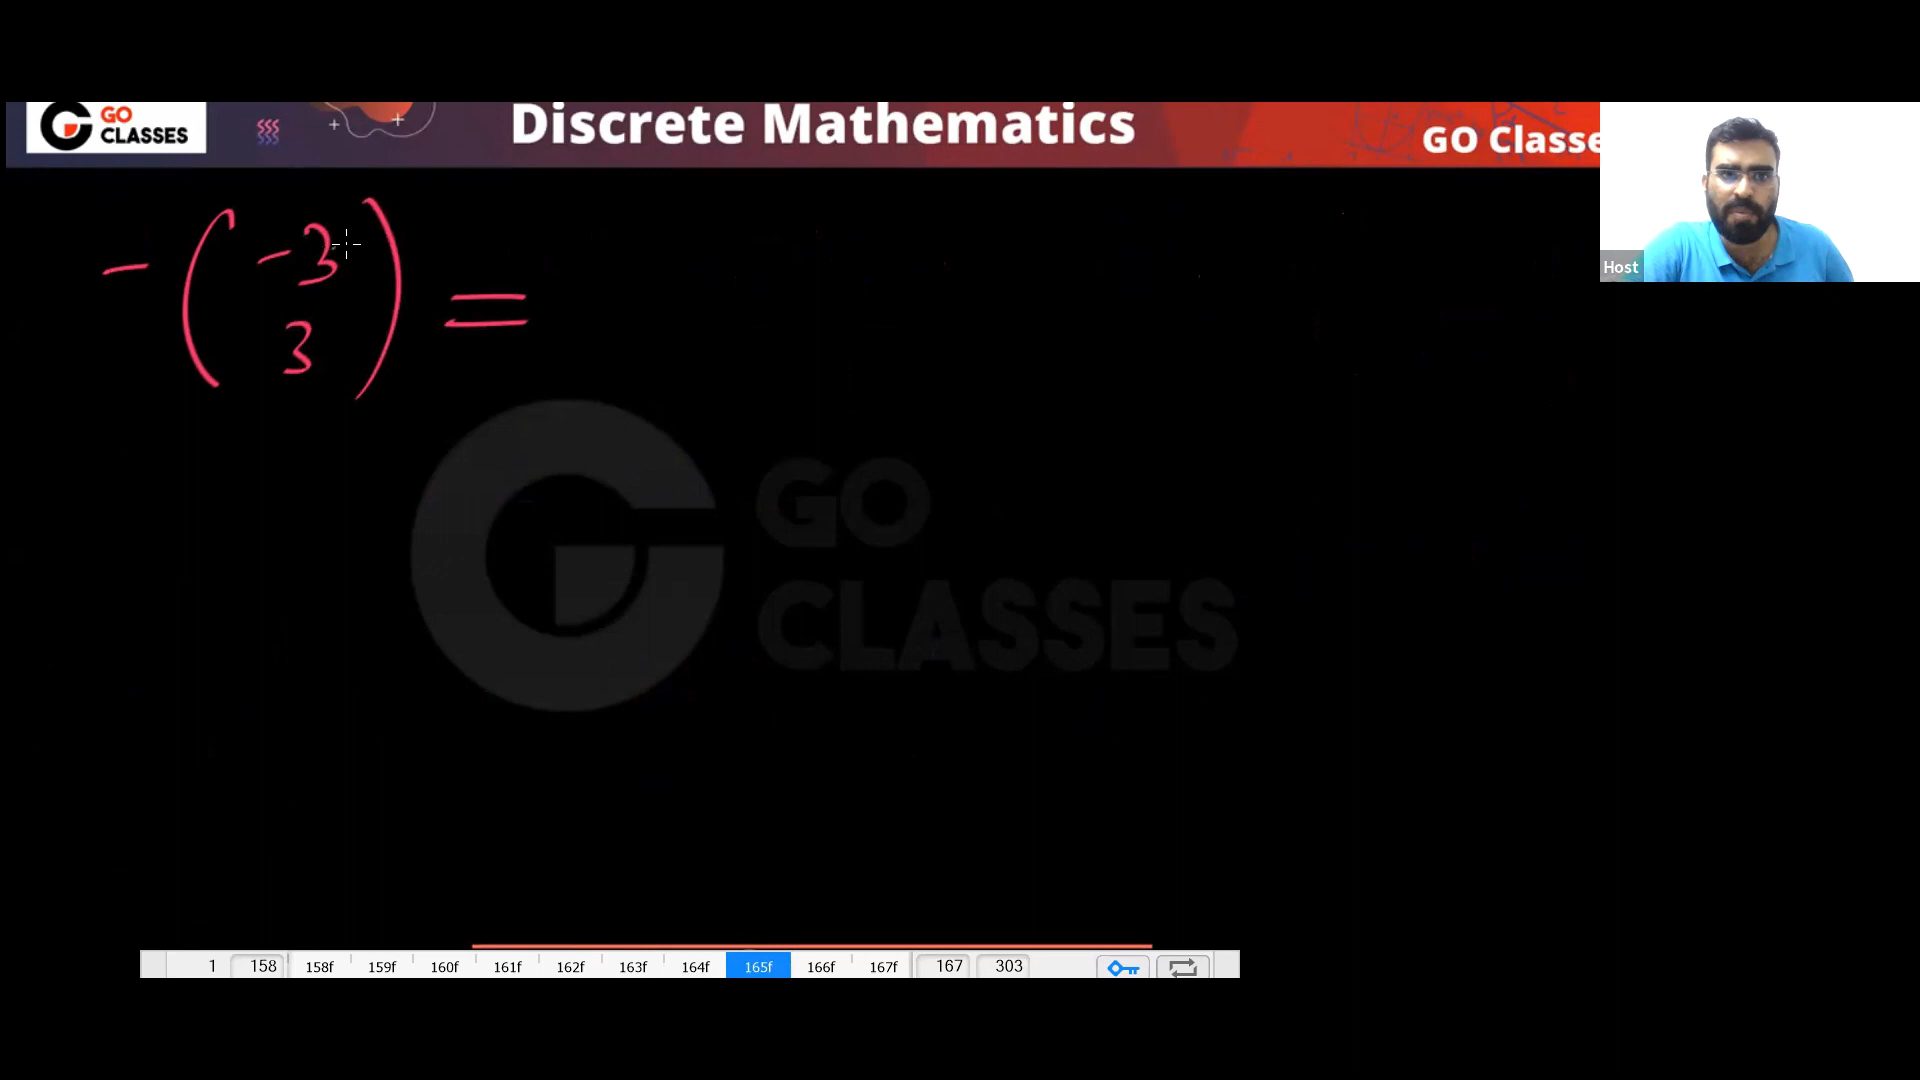 GO
CLASSES
Discrete Mathematics
GO Classe
Host
- ( -3
3 ) =
GO
CLASSES
1 158 158f 159f 160f 161f 162f 163f 164f 165f 166f 167f 167 303